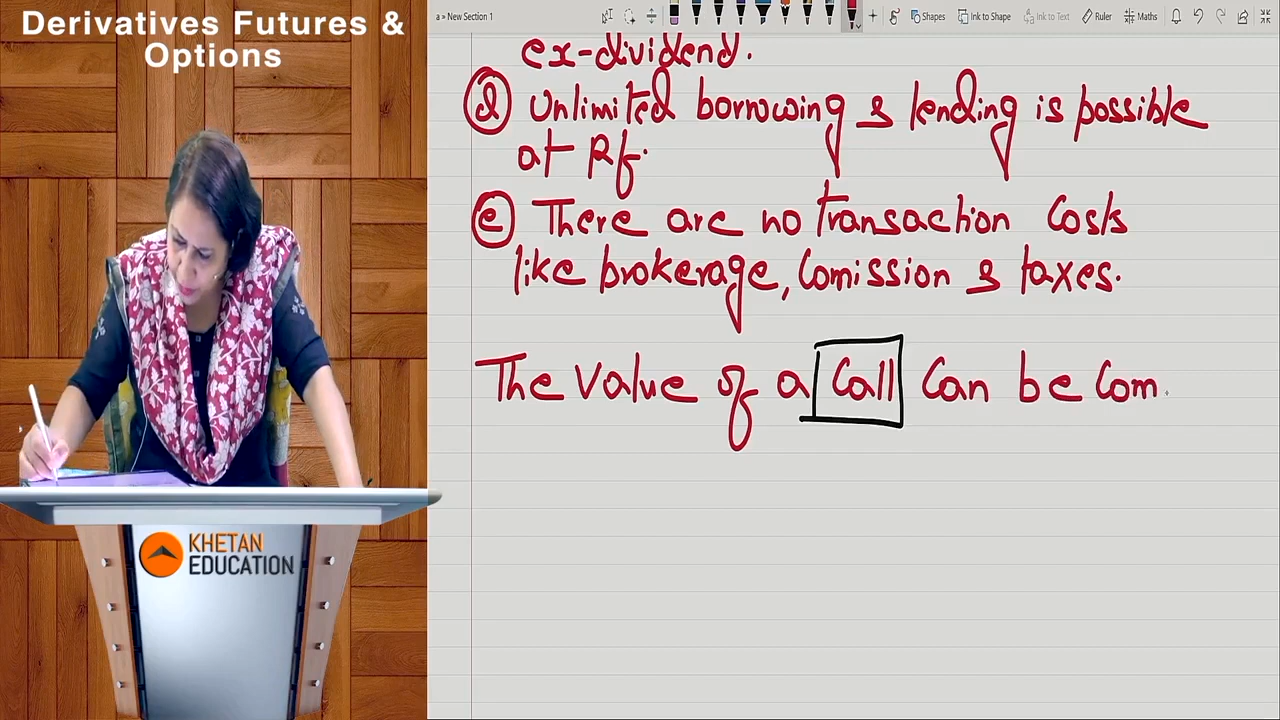 Derivatives Futures &
Options
a » New Section 1
Shapes
Ink to Shape
Ink to Text
Ruler
Maths
ex-dividend.
d Unlimited borrowing & lending is possible
at Rf.
e There are no transaction Costs
like brokerage, Comission & taxes.
The Value of a Call Can be Com
KHETAN
EDUCATION